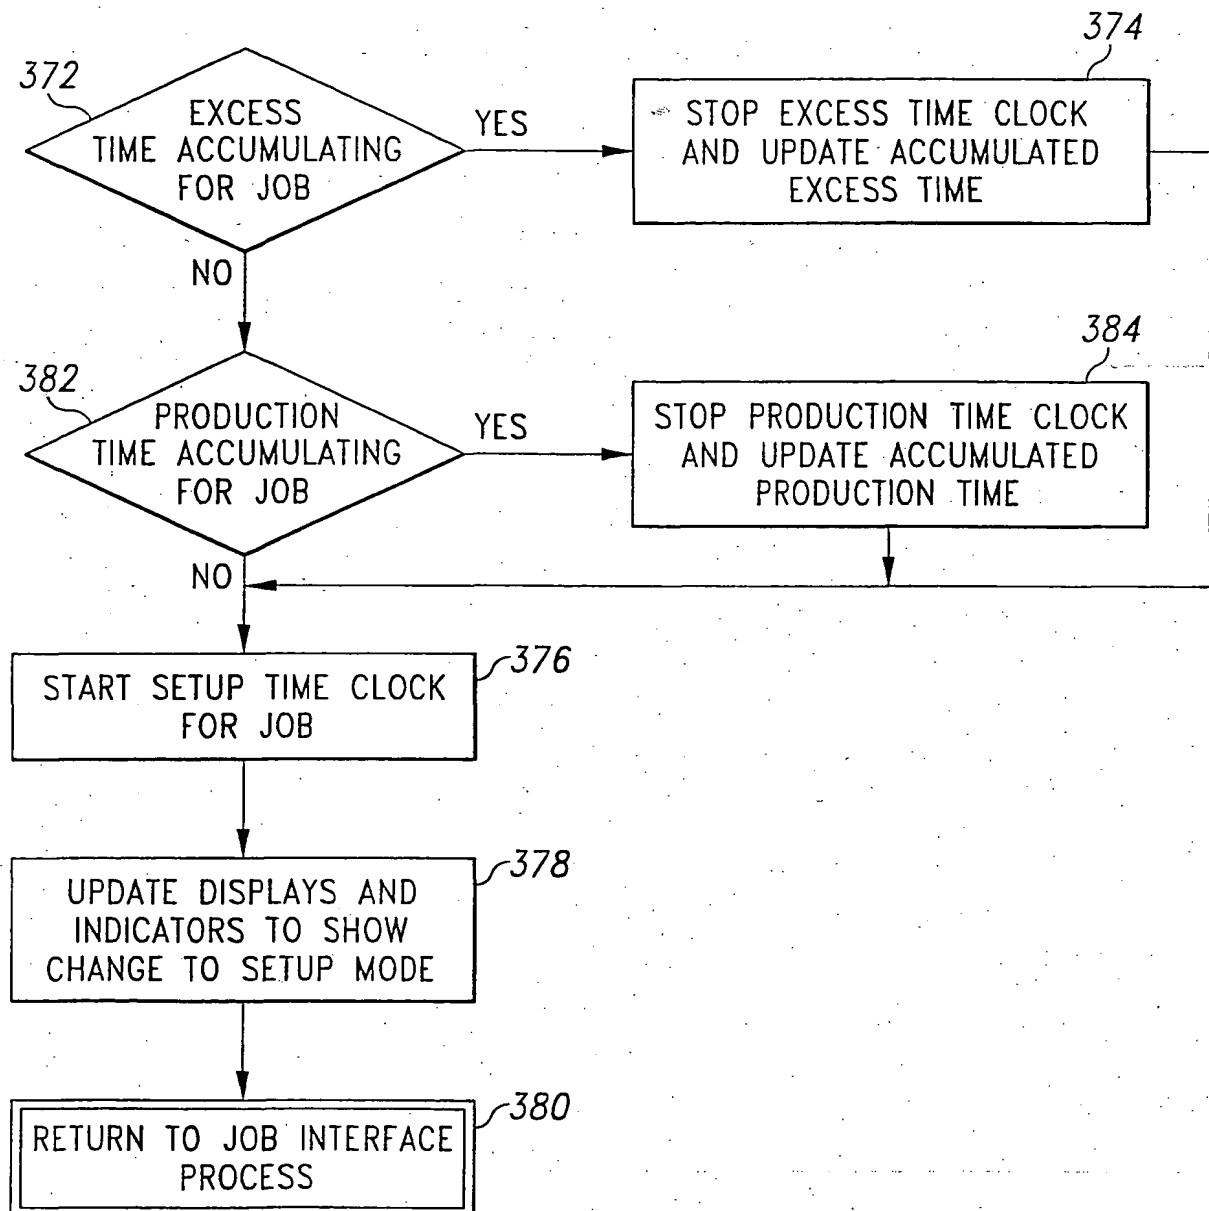 372
EXCESS
TIME ACCUMULATING
FOR JOB
YES
374
STOP EXCESS TIME CLOCK
AND UPDATE ACCUMULATED
EXCESS TIME
NO
382
PRODUCTION
TIME ACCUMULATING
FOR JOB
YES
384
STOP PRODUCTION TIME CLOCK
AND UPDATE ACCUMULATED
PRODUCTION TIME
NO
376
START SETUP TIME CLOCK
FOR JOB
378
UPDATE DISPLAYS AND
INDICATORS TO SHOW
CHANGE TO SETUP MODE
380
RETURN TO JOB INTERFACE
PROCESS